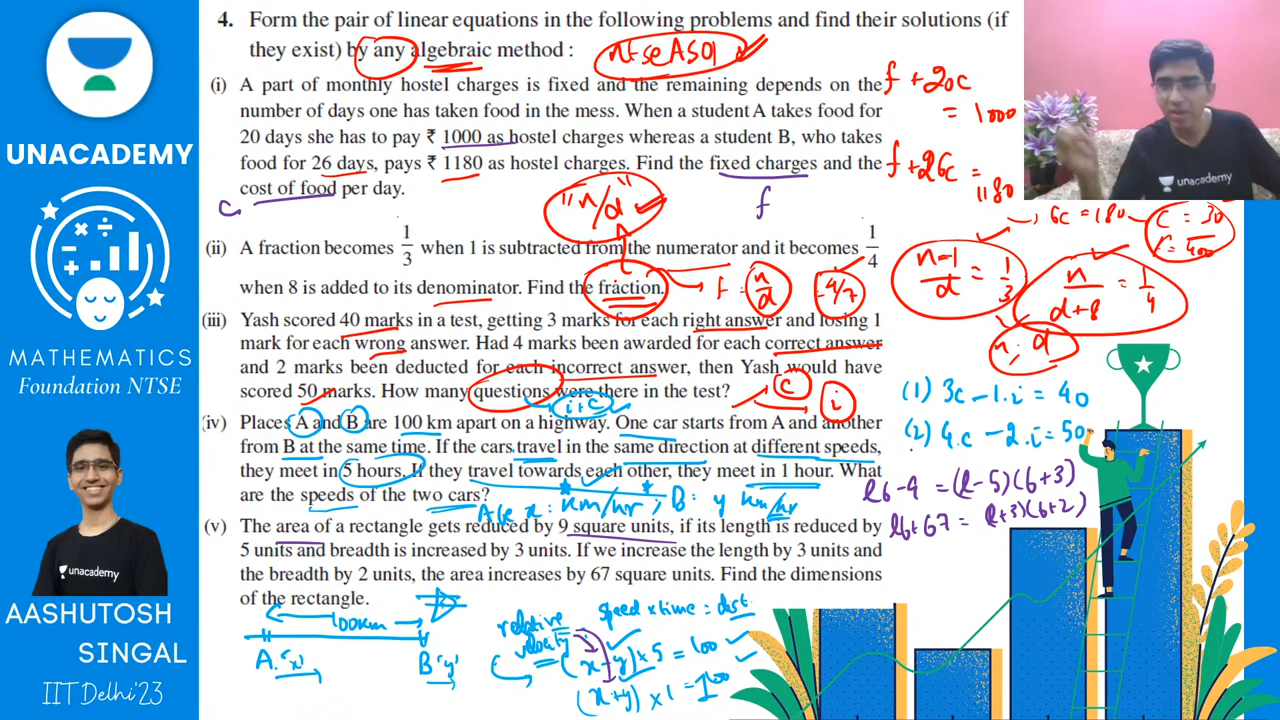 UNACADEMY
MATHEMATICS
Foundation NTSE
unacademy
AASHUTOSH
SINGAL
IIT Delhi'23
4. Form the pair of linear equations in the following problems and find their solutions (if
they exist) by any algebraic method :
ntseAS01
(i) A part of monthly hostel charges is fixed and the remaining depends on the
number of days one has taken food in the mess. When a student A takes food for
20 days she has to pay ₹ 1000 as hostel charges whereas a student B, who takes
food for 26 days, pays ₹ 1180 as hostel charges. Find the fixed charges and the
cost of food per day.
c
f
"n/d"
(ii) A fraction becomes 1/3 when 1 is subtracted from the numerator and it becomes 1/4
when 8 is added to its denominator. Find the fraction.
f = n/d
(iii) Yash scored 40 marks in a test, getting 3 marks for each right answer and losing 1
mark for each wrong answer. Had 4 marks been awarded for each correct answer
and 2 marks been deducted for each incorrect answer, then Yash would have
scored 50 marks. How many questions were there in the test?
i+c
c
i
(iv) Places A and B are 100 km apart on a highway. One car starts from A and another
from B at the same time. If the cars travel in the same direction at different speeds,
they meet in 5 hours. If they travel towards each other, they meet in 1 hour. What
are the speeds of the two cars?
x: km/hr ; B: y km/hr
(v) The area of a rectangle gets reduced by 9 square units, if its length is reduced by
5 units and breadth is increased by 3 units. If we increase the length by 3 units and
the breadth by 2 units, the area increases by 67 square units. Find the dimensions
of the rectangle.
100km
A 'x'
B 'y'
relative
velocity
speed x time = dist.
(x-y) x 5 = 100
(x+y) x 1 = 100
f + 20c
= 1000
f + 26c =
1180
6c = 180
c = 30
f = 400
= 4/7
n-1/d = 1/3
n/d+8 = 1/4
n, d
(1) 3c - 1.i = 40
(2) 4.c - 2.i = 50
lb - 9 = (l-5)(b+3)
lb + 67 = (l+3)(b+2)
unacademy